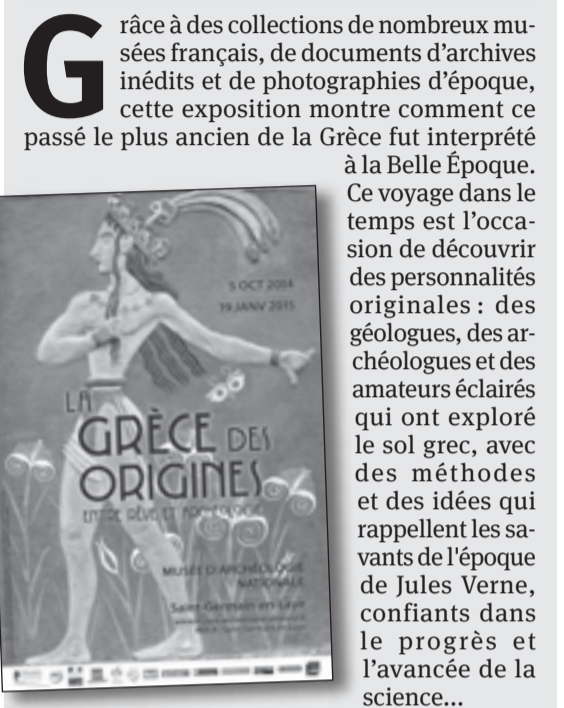 Grâce à des collections de nombreux mu-
sées français, de documents d’archives
inédits et de photographies d’époque,
cette exposition montre comment ce
passé le plus ancien de la Grèce fut interprété
à la Belle Époque.
Ce voyage dans le
temps est l’occa-
sion de découvrir
des personnalités
originales : des
géologues, des ar-
chéologues et des
amateurs éclairés
qui ont exploré
le sol grec, avec
des méthodes
et des idées qui
rappellent les sa-
vants de l'époque
de Jules Verne,
confiants dans
le progrès et
l’avancée de la
science...
5 OCT 2014
19 JANV 2015
LA
GRÈCE DES
ORIGINES
ENTRE RÊVE ET ARCHÉOLOGIE
MUSÉE D'ARCHÉOLOGIE
NATIONALE
Saint-Germain-en-Laye